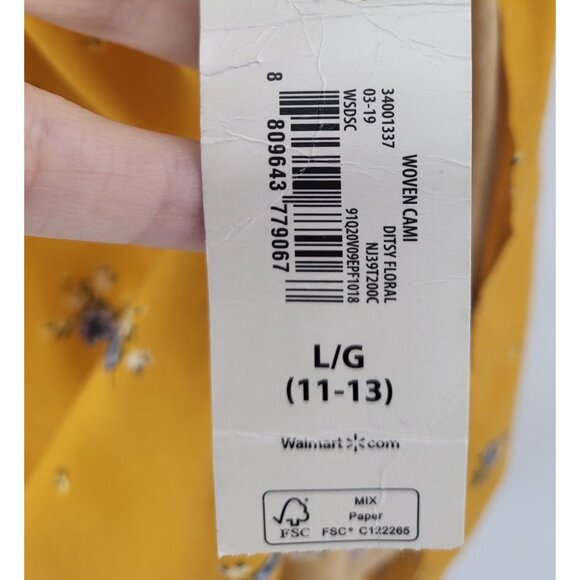 34001337
03-19
WSDSC
WOVEN CAMI
DITSY FLORAL
NJ39T200C
91Q20V09EPF1018
8 809643 779067
L/G
(11-13)
Walmart com
FSC
MIX
Paper
FSC® C122265